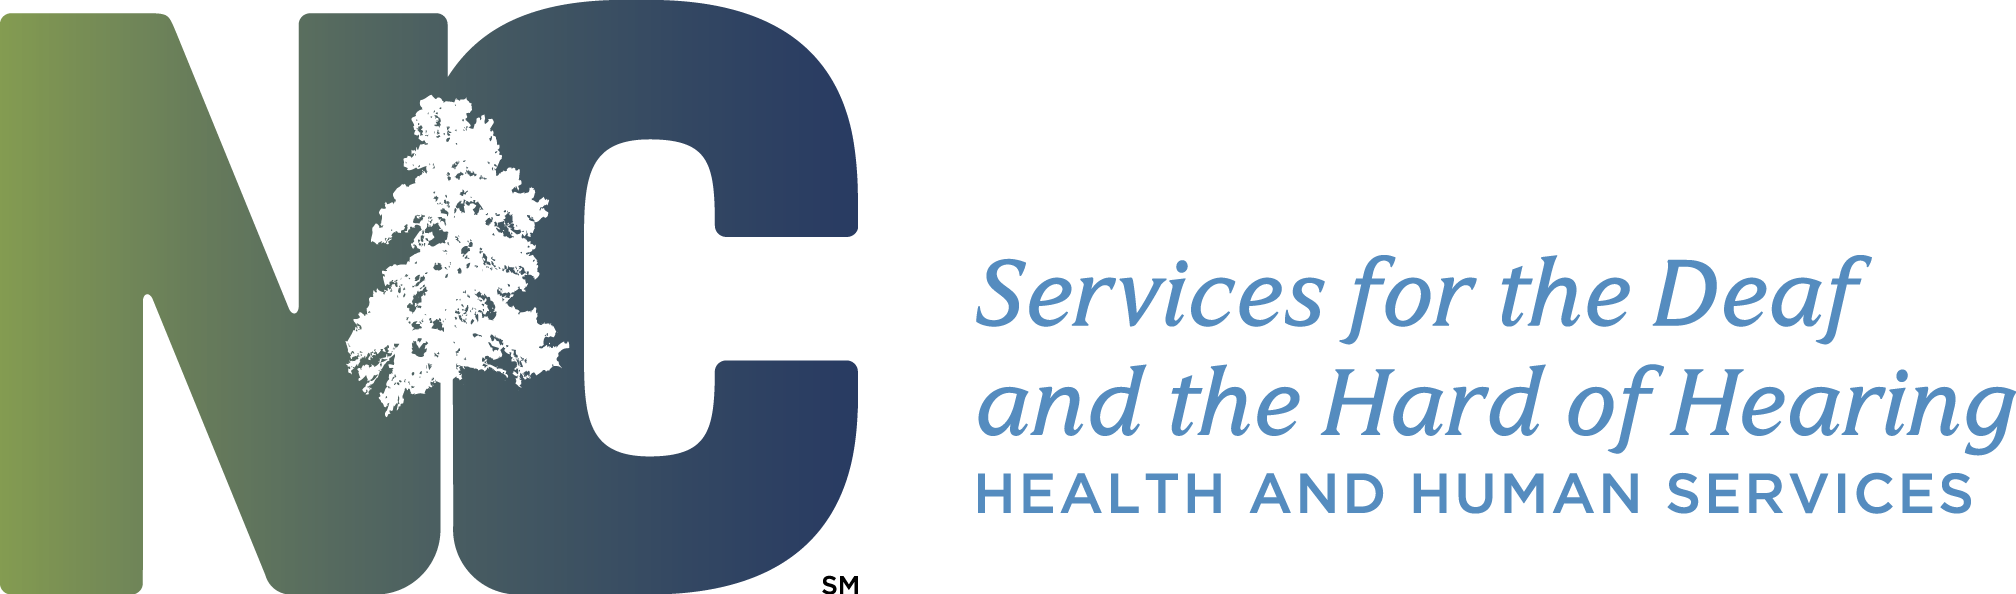 NC
SM
Services for the Deaf
and the Hard of Hearing
HEALTH AND HUMAN SERVICES